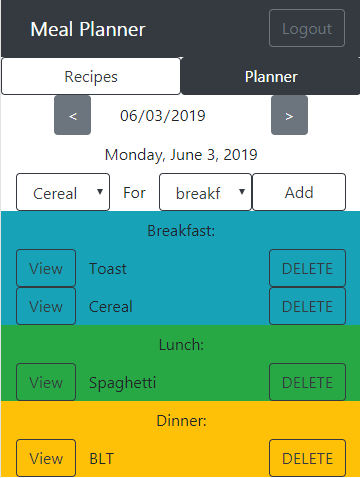 Meal Planner Logout
Recipes Planner
< 06/03/2019 >
Monday, June 3, 2019
Cereal For breakf Add
Breakfast:
View Toast DELETE
View Cereal DELETE
Lunch:
View Spaghetti DELETE
Dinner:
View BLT DELETE